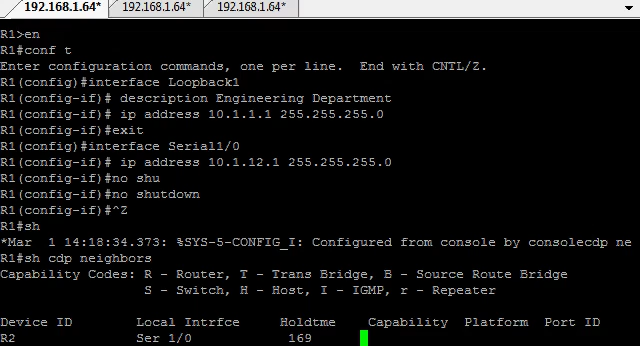 192.168.1.64* 192.168.1.64* 192.168.1.64*
R1>en
R1#conf t
Enter configuration commands, one per line.  End with CNTL/Z.
R1(config)#interface Loopback1
R1(config-if)# description Engineering Department
R1(config-if)# ip address 10.1.1.1 255.255.255.0
R1(config-if)#exit
R1(config)#interface Serial1/0
R1(config-if)# ip address 10.1.12.1 255.255.255.0
R1(config-if)#no shu
R1(config-if)#no shutdown
R1(config-if)#^Z
R1#sh
*Mar  1 14:18:34.373: %SYS-5-CONFIG_I: Configured from console by consolecdp ne
R1#sh cdp neighbors
Capability Codes: R - Router, T - Trans Bridge, B - Source Route Bridge
                  S - Switch, H - Host, I - IGMP, r - Repeater
Device ID        Local Intrfce     Holdtme    Capability  Platform  Port ID
R2               Ser 1/0            169